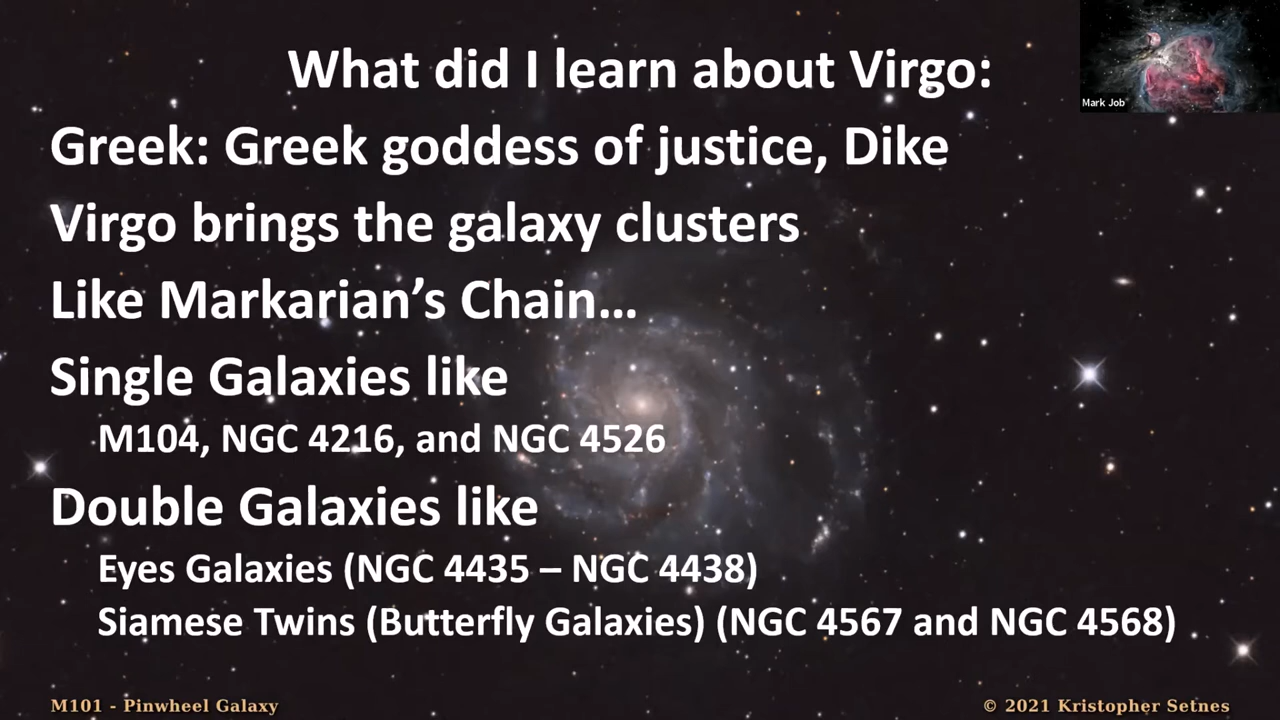 What did I learn about Virgo:
Mark Job
Greek: Greek goddess of justice, Dike
Virgo brings the galaxy clusters
Like Markarian’s Chain…
Single Galaxies like
M104, NGC 4216, and NGC 4526
Double Galaxies like
Eyes Galaxies (NGC 4435 – NGC 4438)
Siamese Twins (Butterfly Galaxies) (NGC 4567 and NGC 4568)
M101 - Pinwheel Galaxy
© 2021 Kristopher Setnes